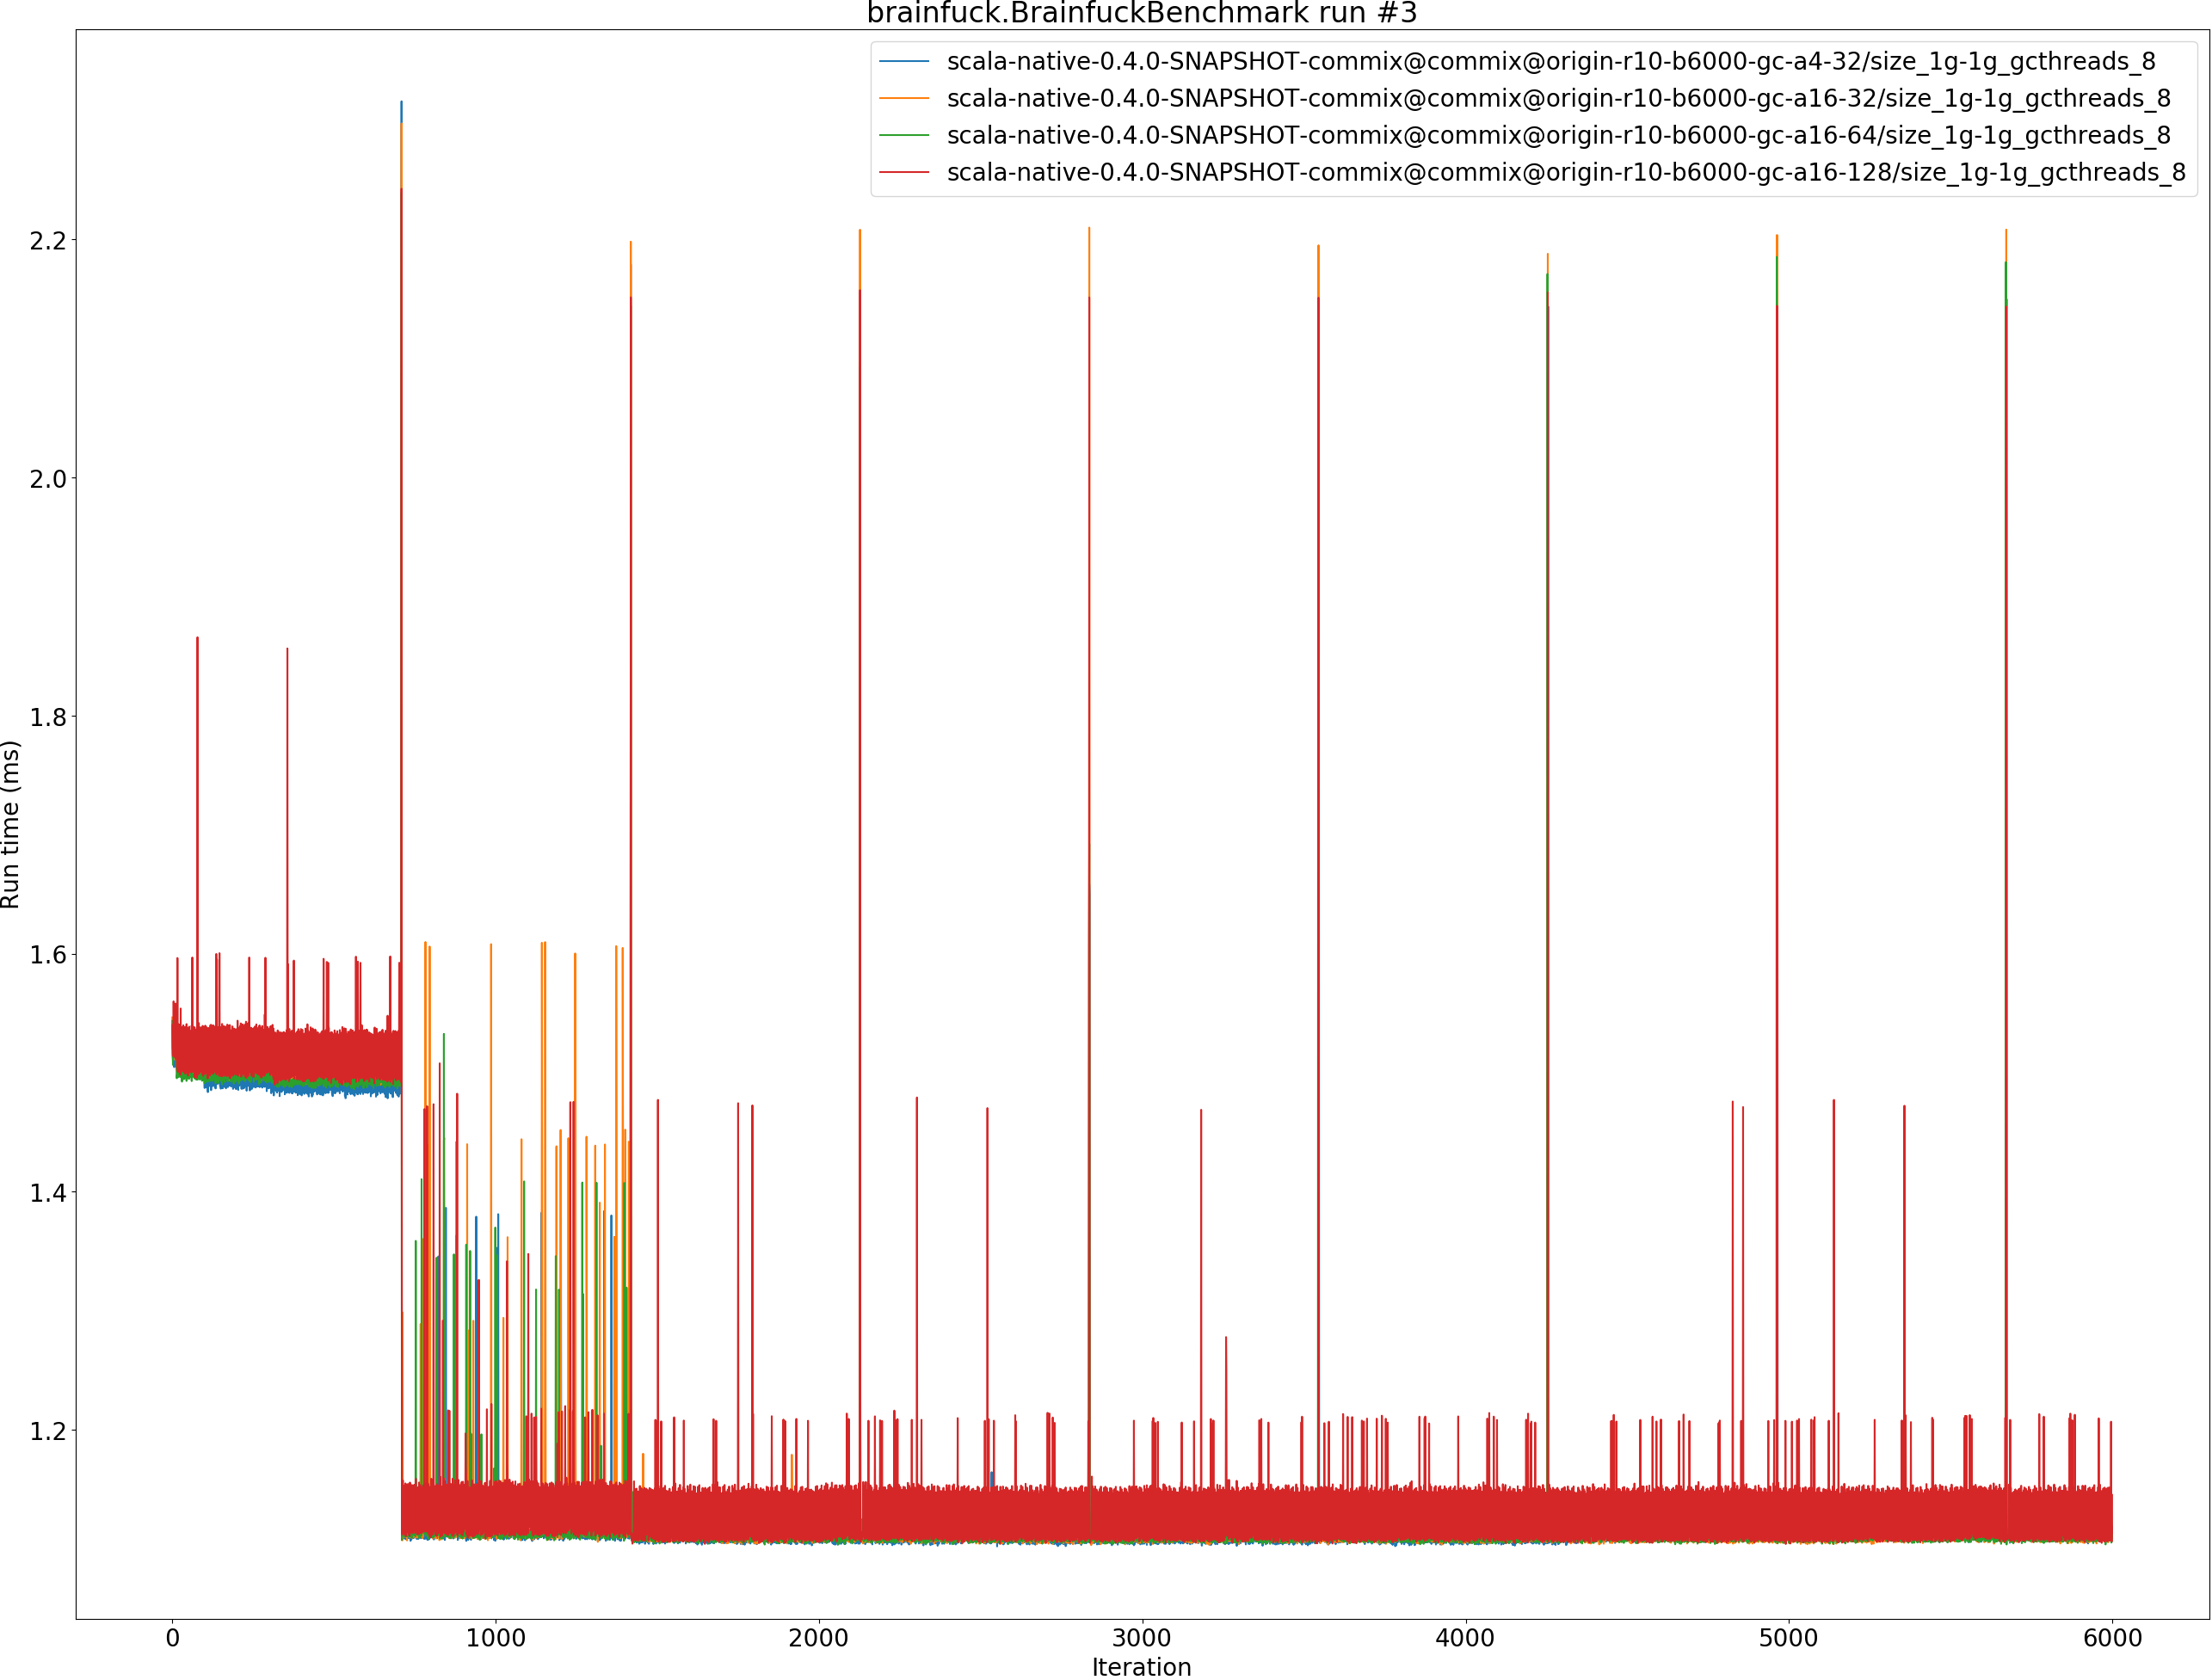 brainfuck.BrainfuckBenchmark run #3
scala-native-0.4.0-SNAPSHOT-commix@commix@origin-r10-b6000-gc-a4-32/size_1g-1g_gcthreads_8
scala-native-0.4.0-SNAPSHOT-commix@commix@origin-r10-b6000-gc-a16-32/size_1g-1g_gcthreads_8
scala-native-0.4.0-SNAPSHOT-commix@commix@origin-r10-b6000-gc-a16-64/size_1g-1g_gcthreads_8
scala-native-0.4.0-SNAPSHOT-commix@commix@origin-r10-b6000-gc-a16-128/size_1g-1g_gcthreads_8
2.2
2.0
1.8
1.6
1.4
1.2
Run time (ms)
0 1000 2000 3000 4000 5000 6000
Iteration